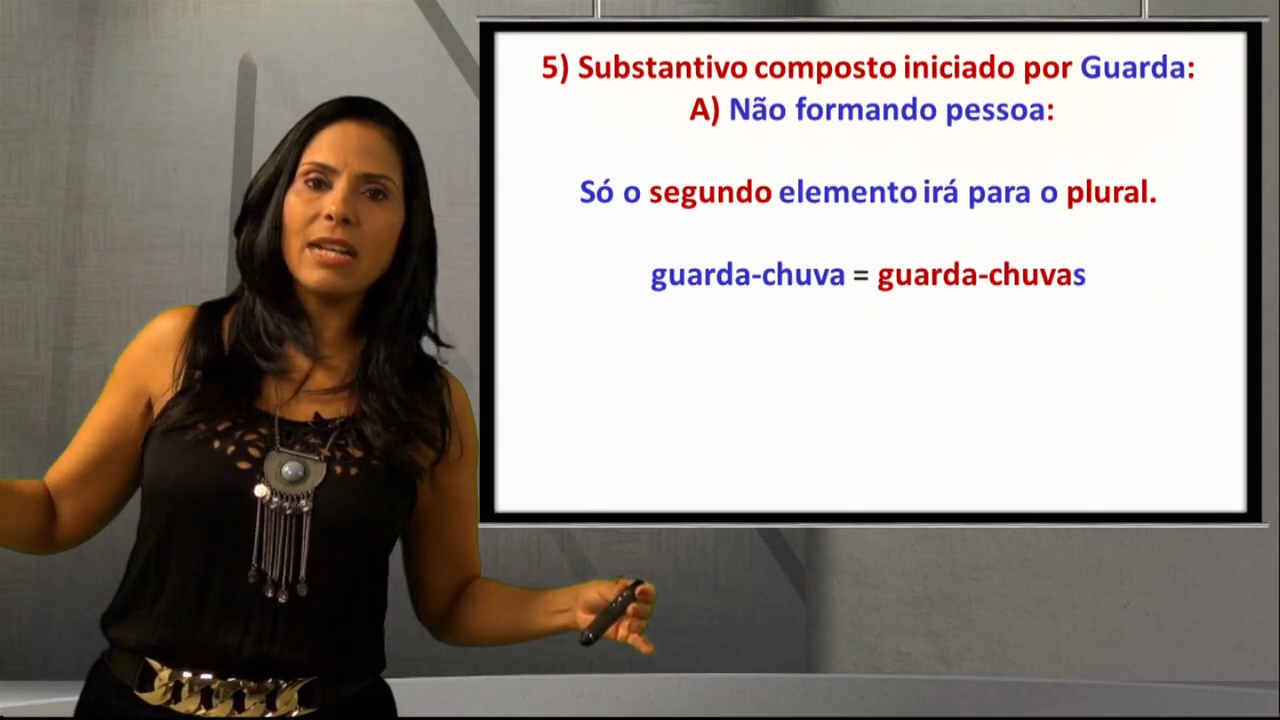 5) Substantivo composto iniciado por Guarda:
A) Não formando pessoa:
Só o segundo elemento irá para o plural.
guarda-chuva = guarda-chuvas